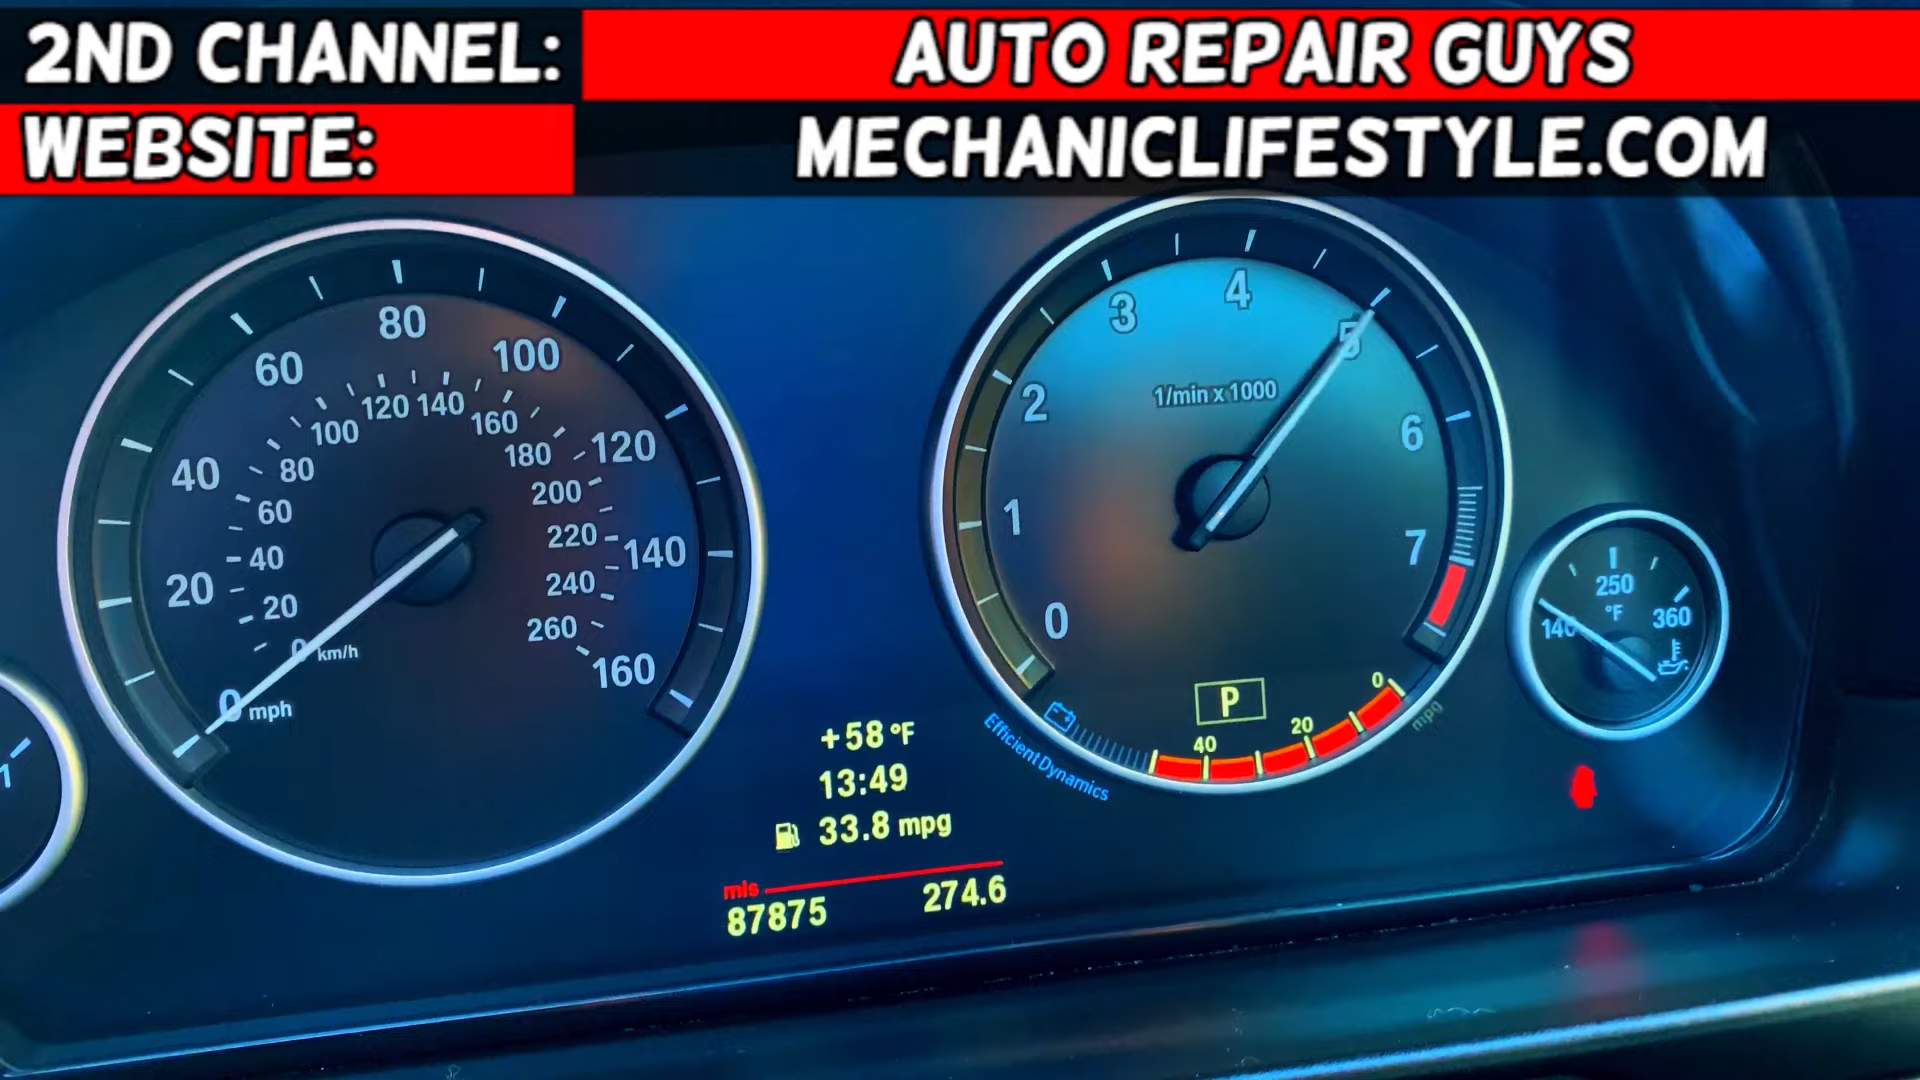 2ND CHANNEL: AUTO REPAIR GUYS
WEBSITE: MECHANICLIFESTYLE.COM
0 20 40 60 80 100 120 140 160
mph
0 20 40 60 80 100 120 140 160 180 200 220 240 260
km/h
+58 °F
13:49
33.8 mpg
mls
87875 274.6
0 1 2 3 4 5 6 7
1/min x 1000
P
40 20 0
mpg
EfficientDynamics
140 250 360
°F
1